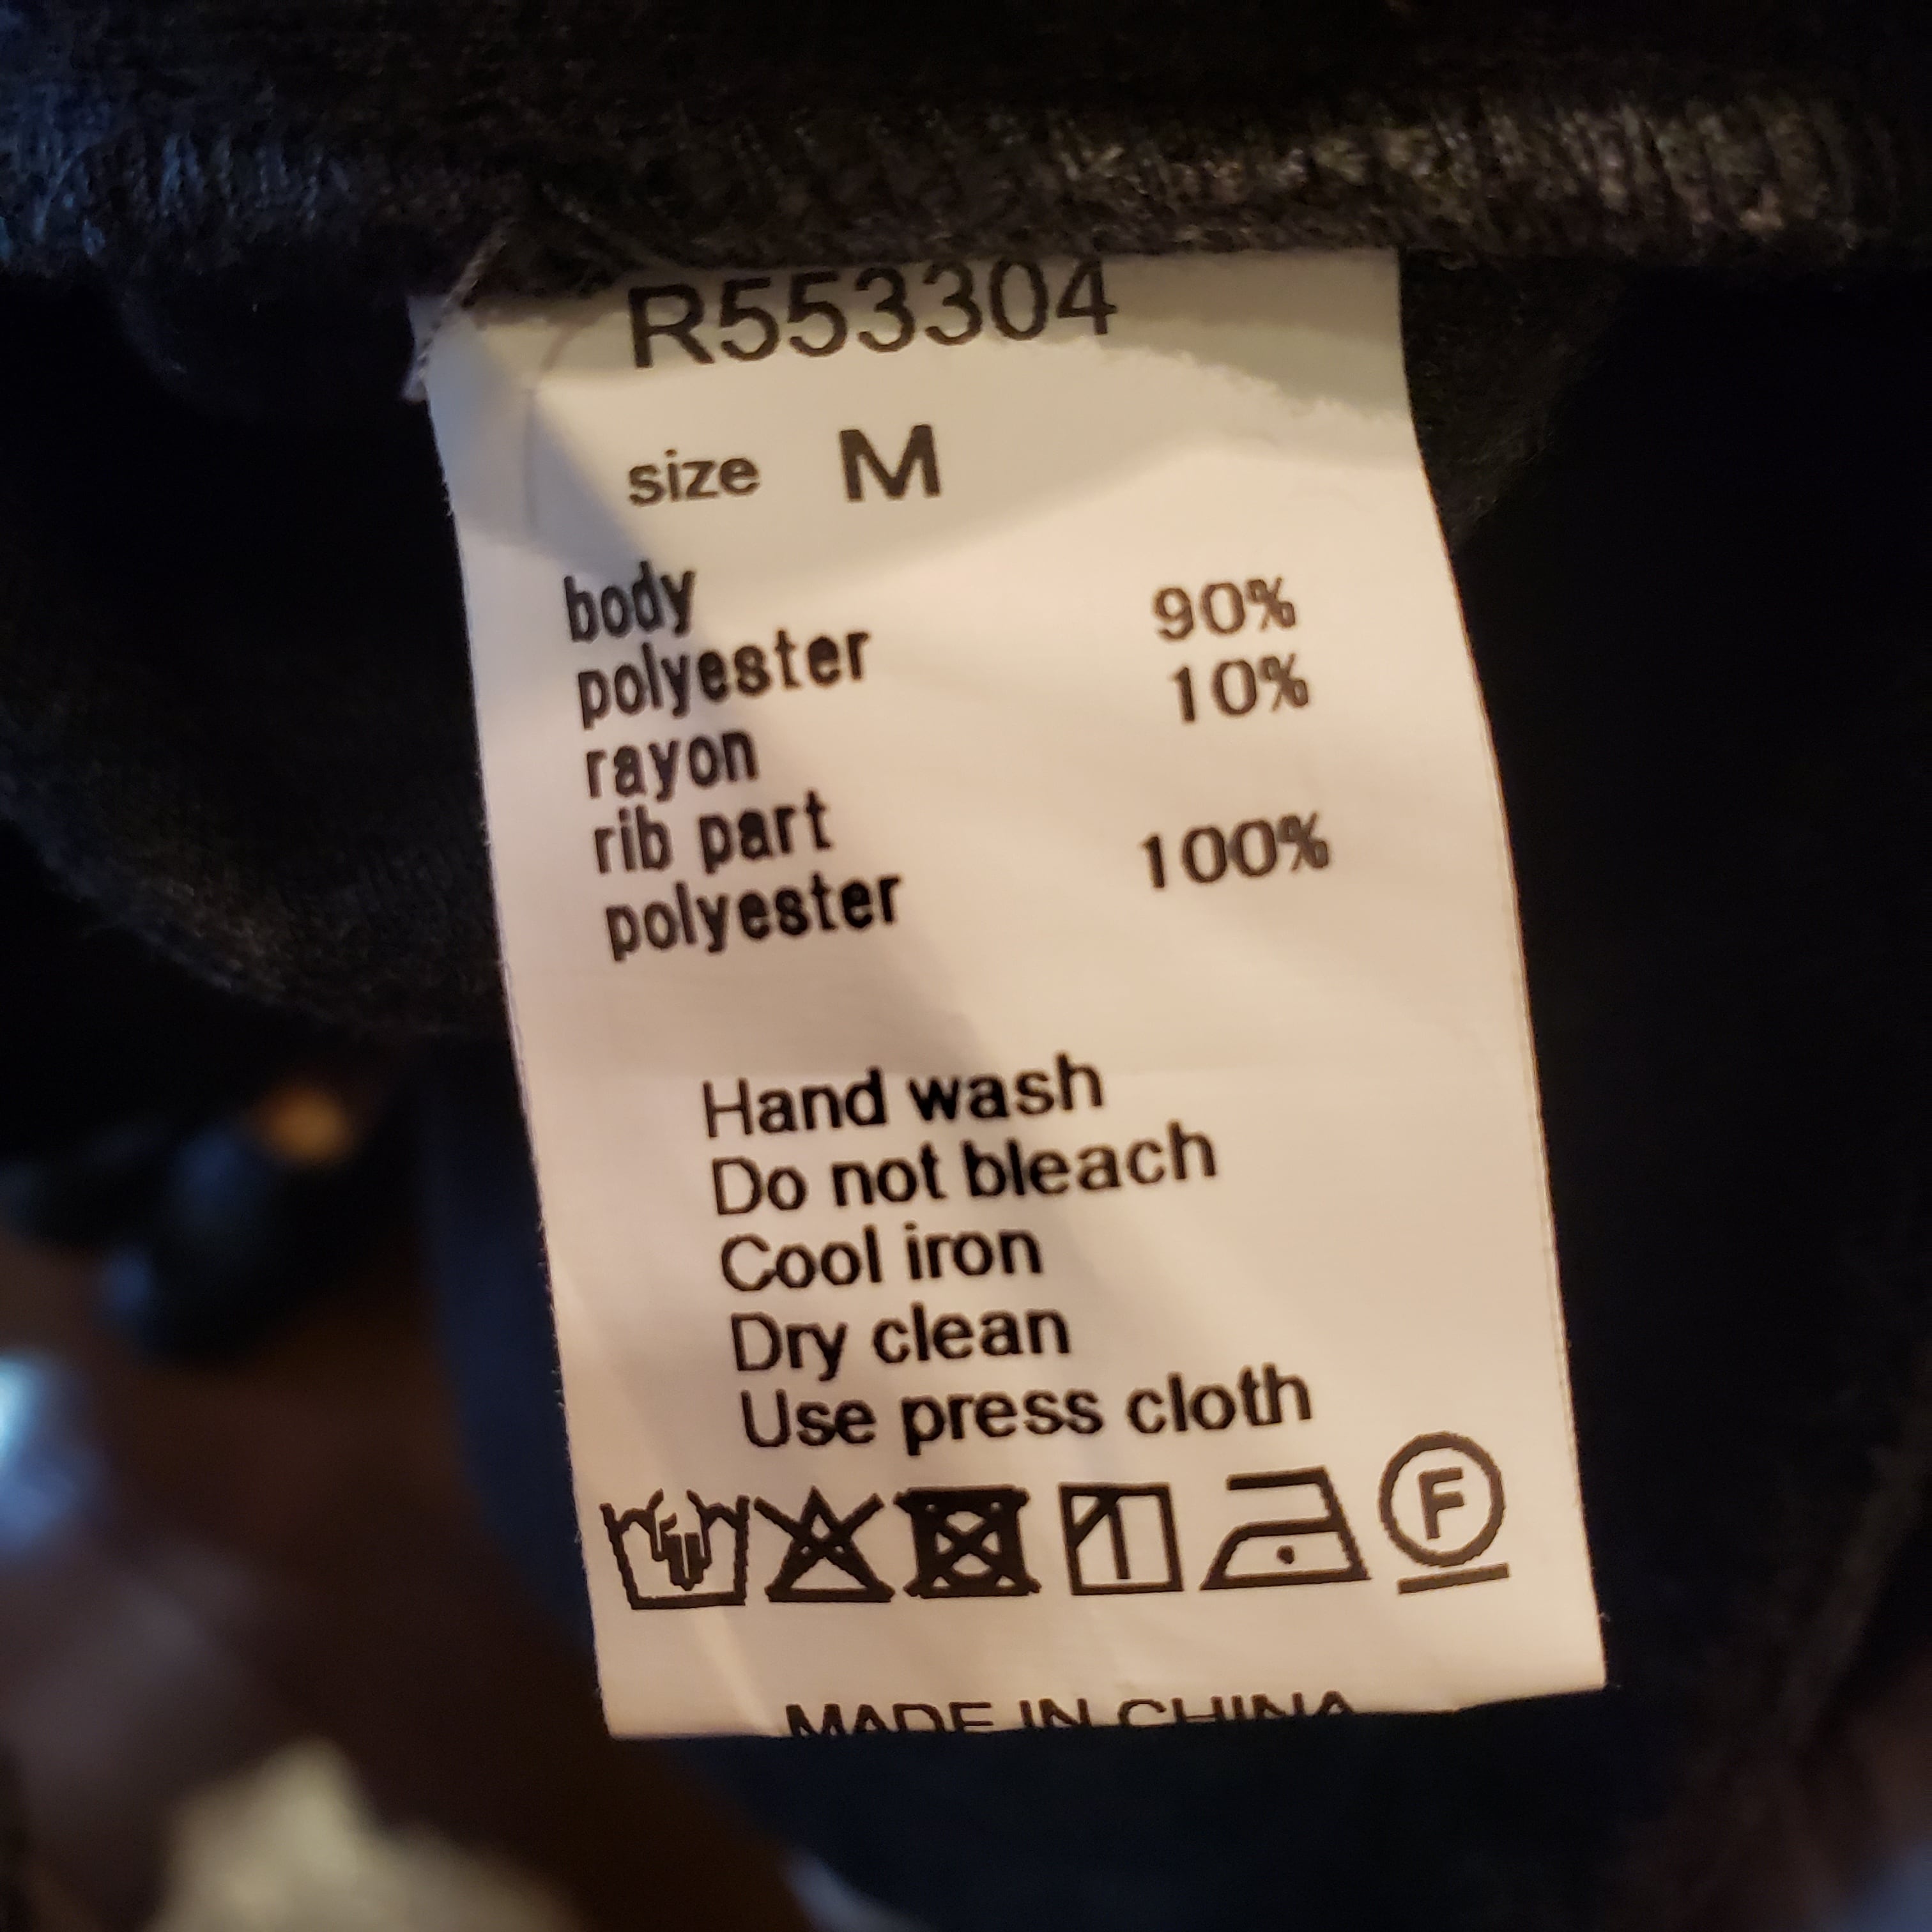 R553304
size M
body
polyester 90%
rayon 10%
rib part
polyester 100%
Hand wash
Do not bleach
Cool iron
Dry clean
Use press cloth
F
MADE IN CHINA